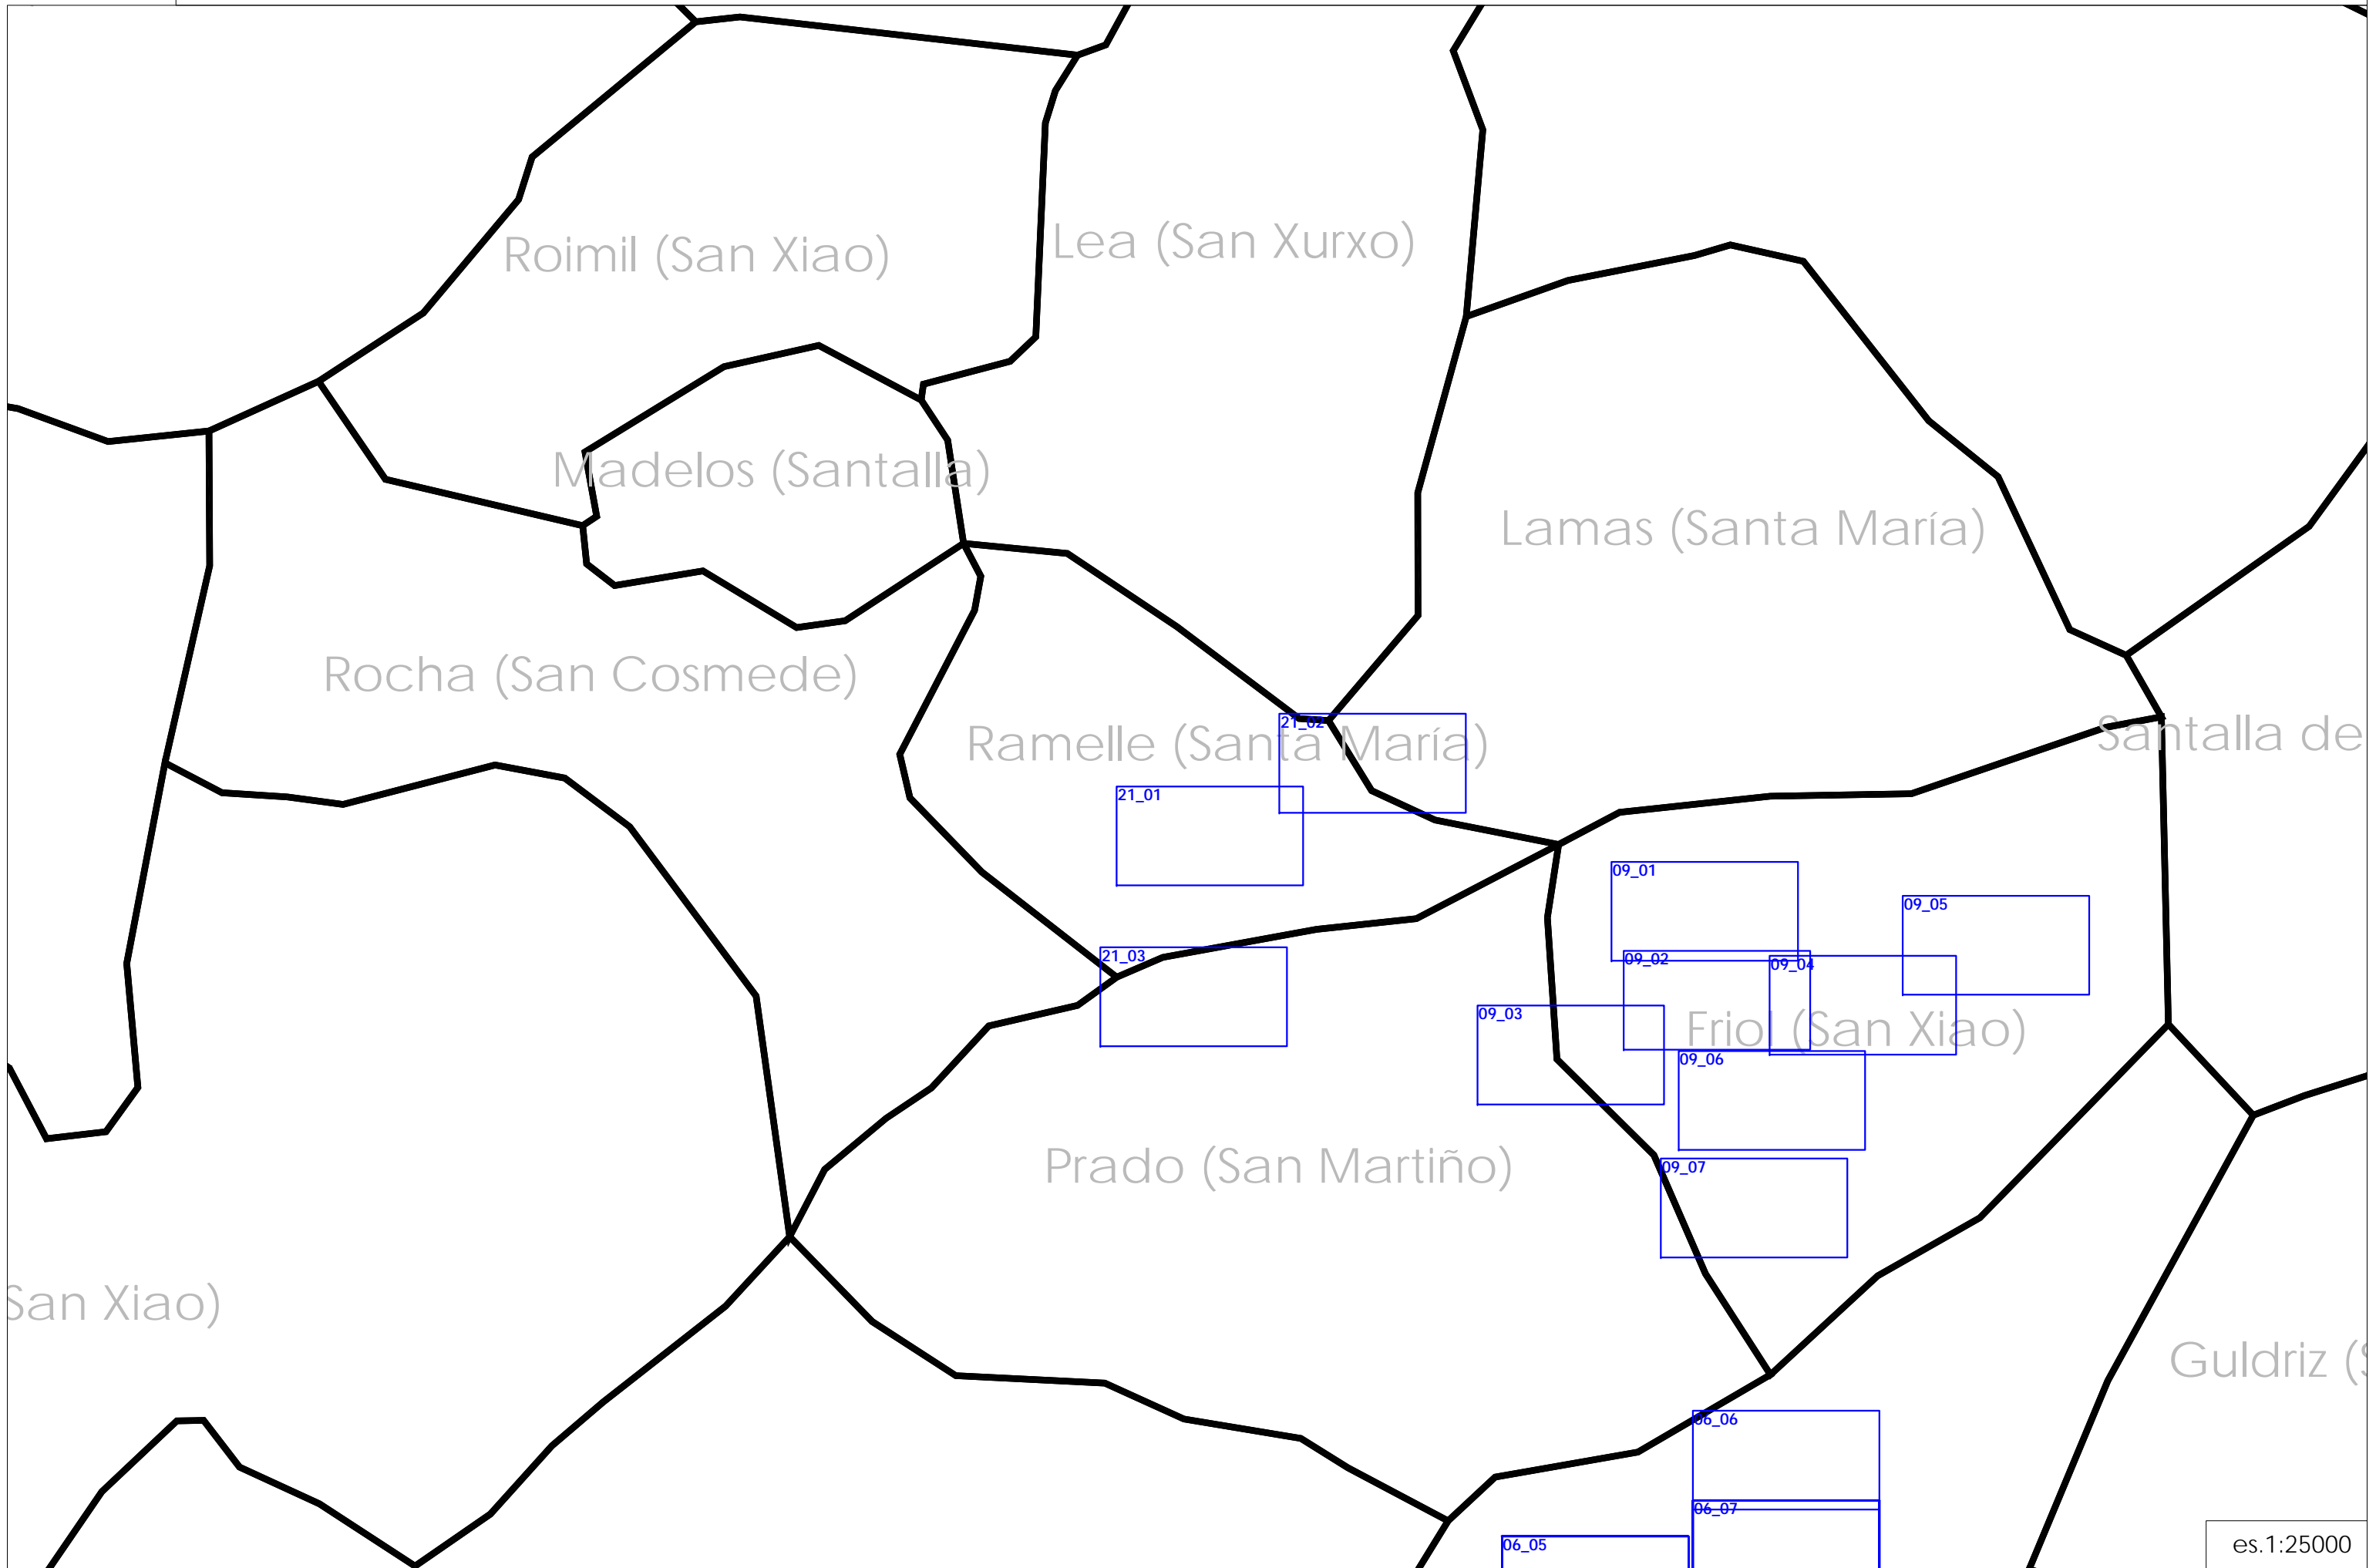 Lea (San Xurxo)
Roimil (San Xiao)
Madelos (Santalla)
Lamas (Santa María)
Rocha (San Cosmede)
21_02
Santalla de
Ramelle (Santa María)
21_01
09_01
09_05
21_03
09_02
09_04
09_03
Friol (San Xiao)
09_06
Prado (San Martiño)
09_07
San Xiao)
Guldriz (S
06_06
06_07
06_05
es.1:25000